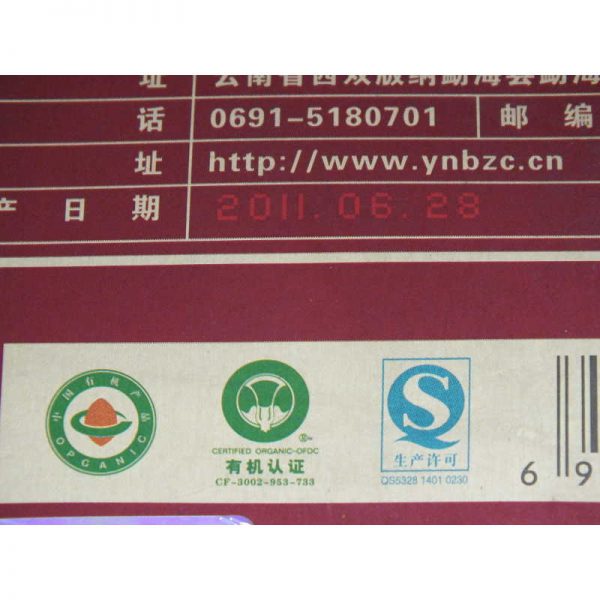 址 云南省西双版纳勐海县勐海
话 0691-5180701 邮 编
址 http://www.ynbzc.cn
产 日 期 2011.06.28
中国有机产品
OPGANIC
CERTIFIED ORGANIC-OFDC
有机认证
CF-3002-953-733
S
生产许可
QS5328 1401 0230
6 9